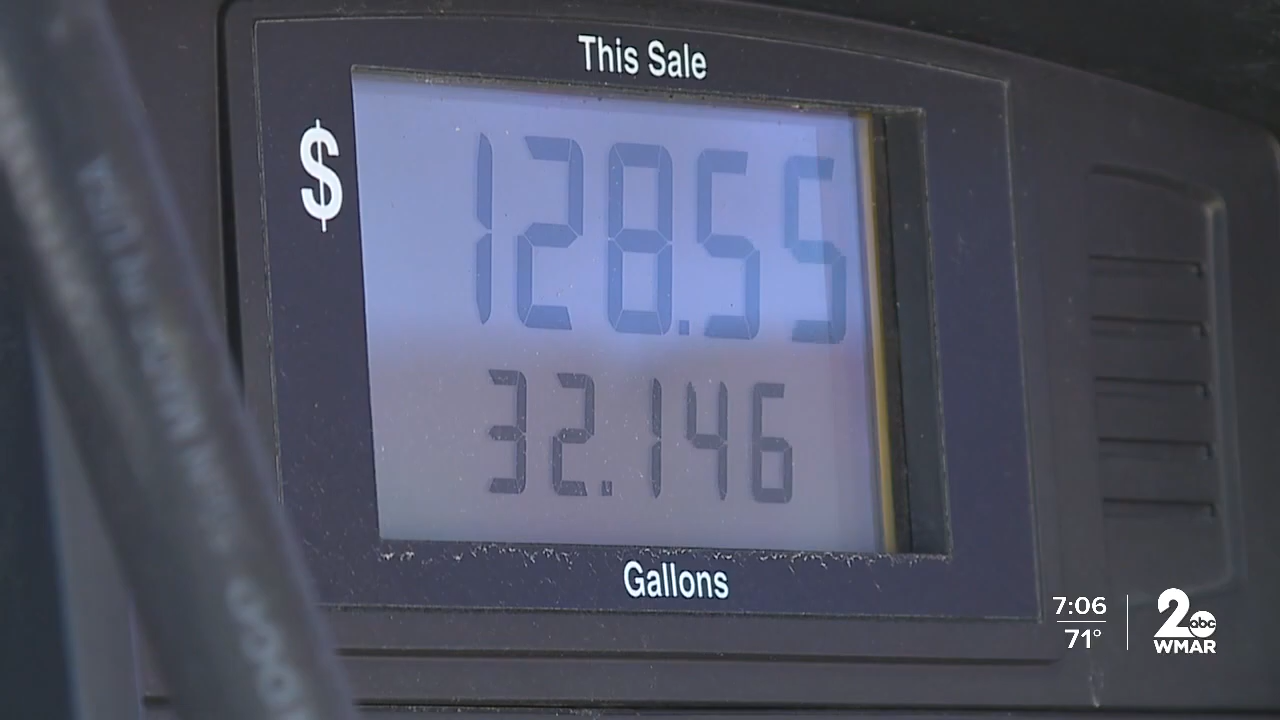 This Sale
$ 128.55
32.146
Gallons
7:06
71°
2 abc
WMAR